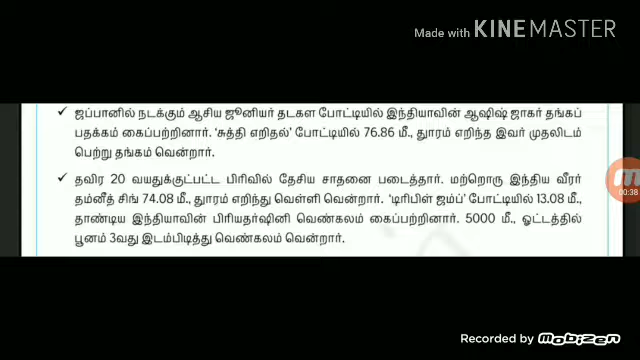 Made with KINEMASTER
✓ ஜப்பானில் நடக்கும் ஆசிய ஜூனியர் தடகள போட்டியில் இந்தியாவின் ஆஷிஷ் ஜாகர் தங்கப்
பதக்கம் கைப்பற்றினார். 'சுத்தி எறிதல்' போட்டியில் 76.86 மீ., தூரம் எறிந்த இவர் முதலிடம்
பெற்று தங்கம் வென்றார்.
✓ தவிர 20 வயதுக்குட்பட்ட பிரிவில் தேசிய சாதனை படைத்தார். மற்றொரு இந்திய வீரர்
தம்னீத் சிங் 74.08 மீ., தூரம் எறிந்து வெள்ளி வென்றார். 'டிரிபிள் ஜம்ப்' போட்டியில் 13.08 மீ.,
தாண்டிய இந்தியாவின் பிரியதர்ஷினி வெண்கலம் கைப்பற்றினார். 5000 மீ., ஓட்டத்தில்
பூனம் 3வது இடம்பிடித்து வெண்கலம் வென்றார்.
00:38
Recorded by Mobizen